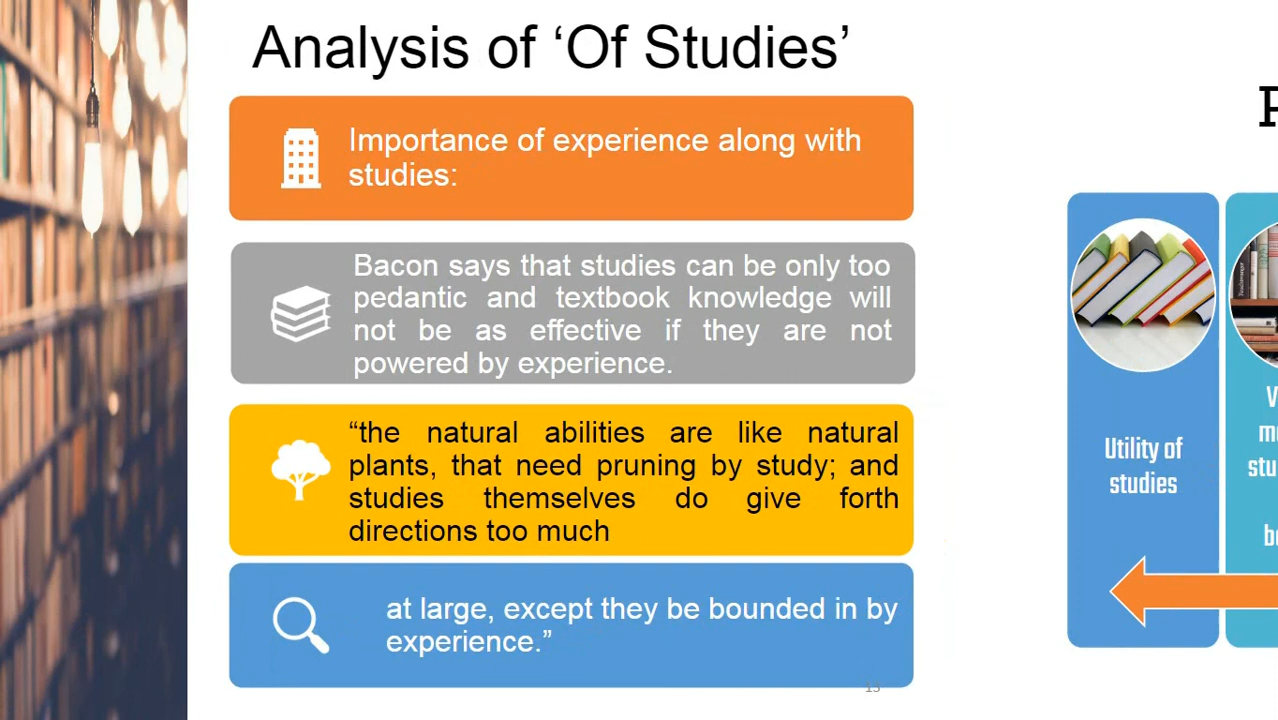 Analysis of ‘Of Studies’
Importance of experience along with
studies:
Bacon says that studies can be only too
pedantic and textbook knowledge will
not be as effective if they are not
powered by experience.
“the natural abilities are like natural
plants, that need pruning by study; and
studies themselves do give forth
directions too much
at large, except they be bounded in by
experience.”
15
Utility of
studies